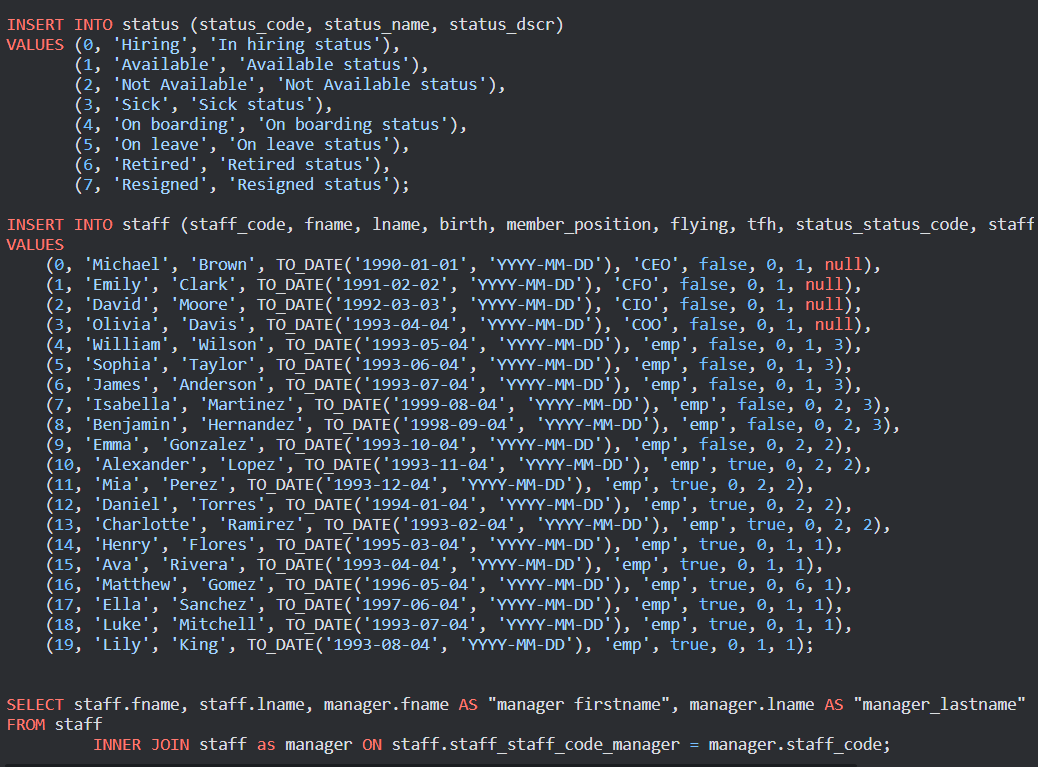 INSERT INTO status (status_code, status_name, status_dscr)
VALUES (0, 'Hiring', 'In hiring status'),
       (1, 'Available', 'Available status'),
       (2, 'Not Available', 'Not Available status'),
       (3, 'Sick', 'Sick status'),
       (4, 'On boarding', 'On boarding status'),
       (5, 'On leave', 'On leave status'),
       (6, 'Retired', 'Retired status'),
       (7, 'Resigned', 'Resigned status');
INSERT INTO staff (staff_code, fname, lname, birth, member_position, flying, tfh, status_status_code, staff
VALUES
    (0, 'Michael', 'Brown', TO_DATE('1990-01-01', 'YYYY-MM-DD'), 'CEO', false, 0, 1, null),
    (1, 'Emily', 'Clark', TO_DATE('1991-02-02', 'YYYY-MM-DD'), 'CFO', false, 0, 1, null),
    (2, 'David', 'Moore', TO_DATE('1992-03-03', 'YYYY-MM-DD'), 'CIO', false, 0, 1, null),
    (3, 'Olivia', 'Davis', TO_DATE('1993-04-04', 'YYYY-MM-DD'), 'COO', false, 0, 1, null),
    (4, 'William', 'Wilson', TO_DATE('1993-05-04', 'YYYY-MM-DD'), 'emp', false, 0, 1, 3),
    (5, 'Sophia', 'Taylor', TO_DATE('1993-06-04', 'YYYY-MM-DD'), 'emp', false, 0, 1, 3),
    (6, 'James', 'Anderson', TO_DATE('1993-07-04', 'YYYY-MM-DD'), 'emp', false, 0, 1, 3),
    (7, 'Isabella', 'Martinez', TO_DATE('1999-08-04', 'YYYY-MM-DD'), 'emp', false, 0, 2, 3),
    (8, 'Benjamin', 'Hernandez', TO_DATE('1998-09-04', 'YYYY-MM-DD'), 'emp', false, 0, 2, 3),
    (9, 'Emma', 'Gonzalez', TO_DATE('1993-10-04', 'YYYY-MM-DD'), 'emp', false, 0, 2, 2),
    (10, 'Alexander', 'Lopez', TO_DATE('1993-11-04', 'YYYY-MM-DD'), 'emp', true, 0, 2, 2),
    (11, 'Mia', 'Perez', TO_DATE('1993-12-04', 'YYYY-MM-DD'), 'emp', true, 0, 2, 2),
    (12, 'Daniel', 'Torres', TO_DATE('1994-01-04', 'YYYY-MM-DD'), 'emp', true, 0, 2, 2),
    (13, 'Charlotte', 'Ramirez', TO_DATE('1993-02-04', 'YYYY-MM-DD'), 'emp', true, 0, 2, 2),
    (14, 'Henry', 'Flores', TO_DATE('1995-03-04', 'YYYY-MM-DD'), 'emp', true, 0, 1, 1),
    (15, 'Ava', 'Rivera', TO_DATE('1993-04-04', 'YYYY-MM-DD'), 'emp', true, 0, 1, 1),
    (16, 'Matthew', 'Gomez', TO_DATE('1996-05-04', 'YYYY-MM-DD'), 'emp', true, 0, 6, 1),
    (17, 'Ella', 'Sanchez', TO_DATE('1997-06-04', 'YYYY-MM-DD'), 'emp', true, 0, 1, 1),
    (18, 'Luke', 'Mitchell', TO_DATE('1993-07-04', 'YYYY-MM-DD'), 'emp', true, 0, 1, 1),
    (19, 'Lily', 'King', TO_DATE('1993-08-04', 'YYYY-MM-DD'), 'emp', true, 0, 1, 1);
SELECT staff.fname, staff.lname, manager.fname AS "manager firstname", manager.lname AS "manager_lastname"
FROM staff
         INNER JOIN staff as manager ON staff.staff_staff_code_manager = manager.staff_code;